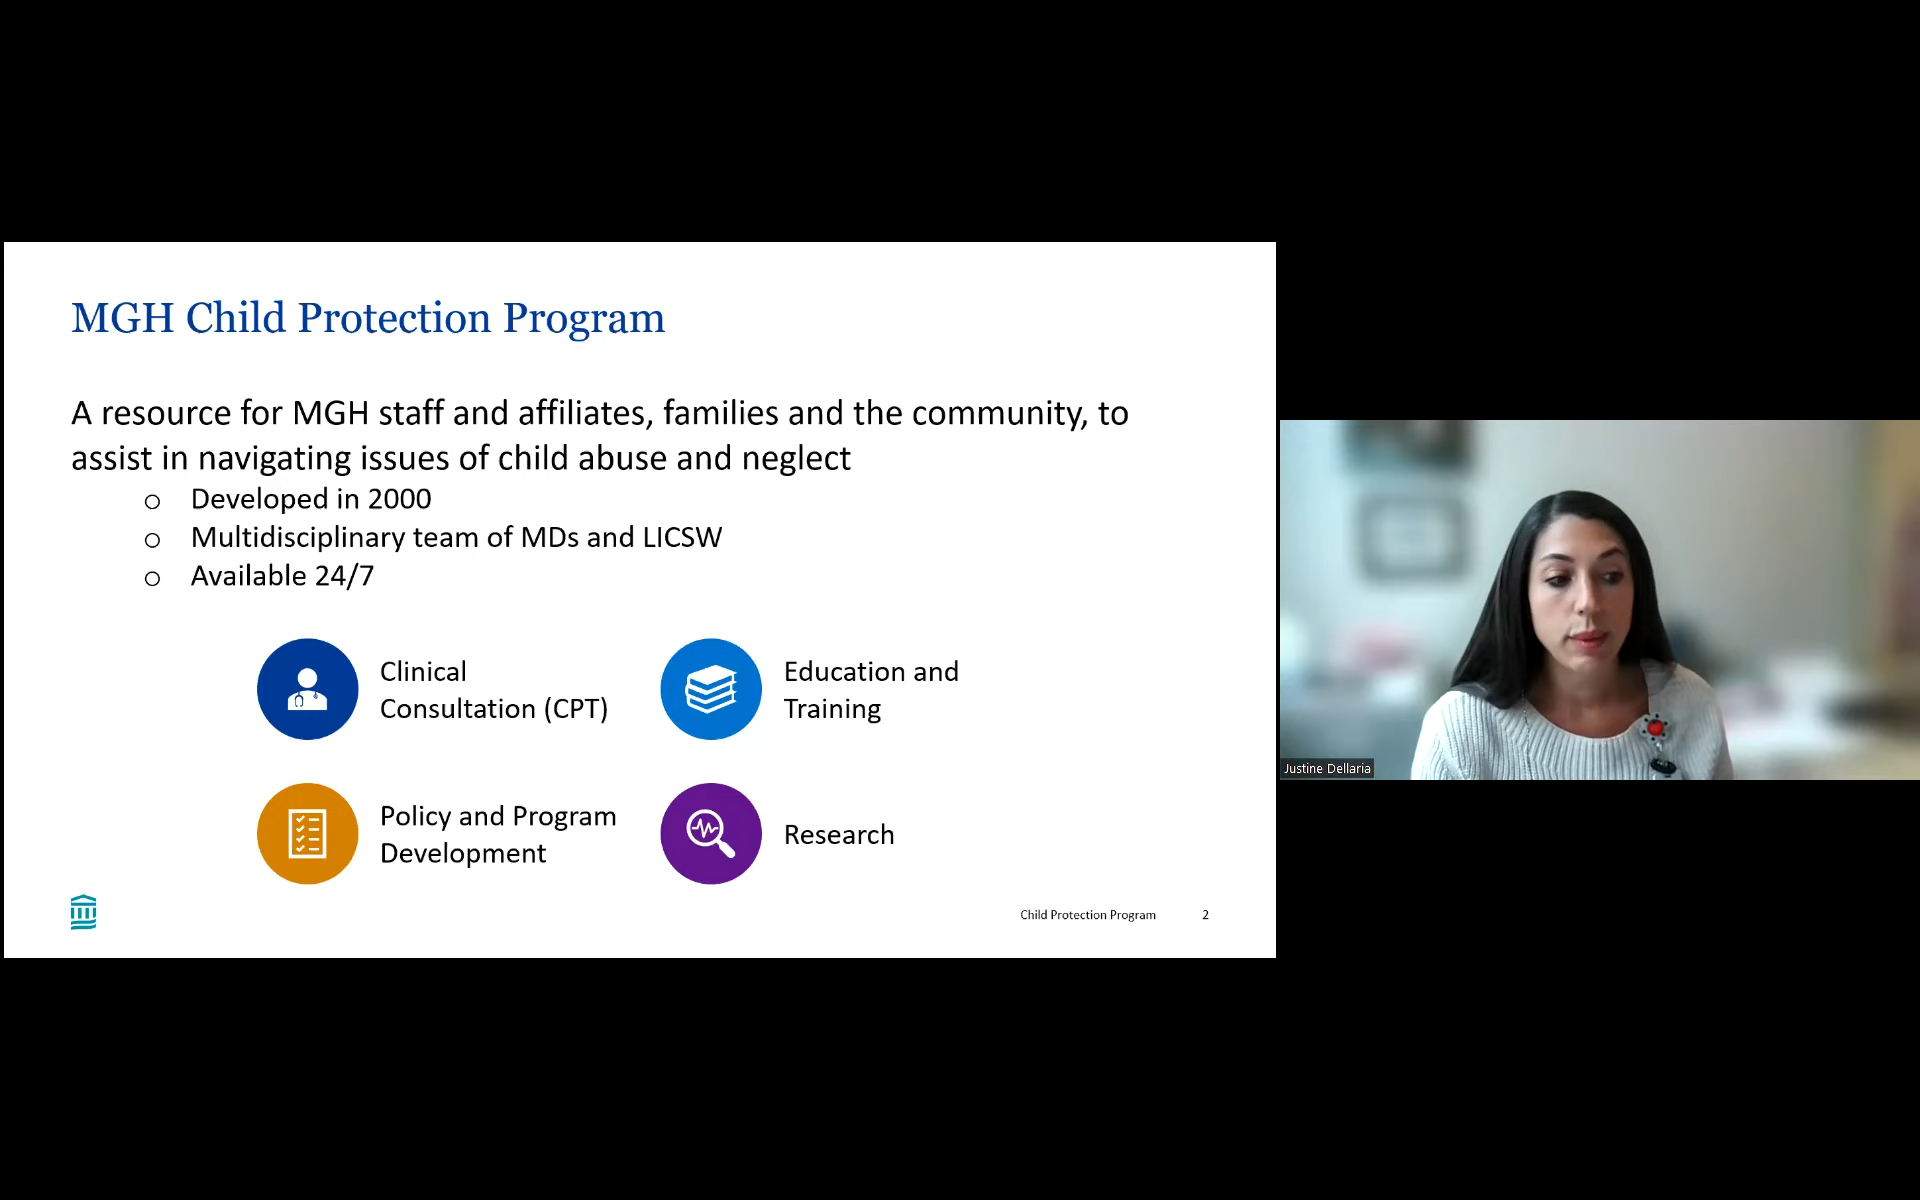 MGH Child Protection Program
A resource for MGH staff and affiliates, families and the community, to
assist in navigating issues of child abuse and neglect
o Developed in 2000
o Multidisciplinary team of MDs and LICSW
o Available 24/7
Clinical
Consultation (CPT)
Education and
Training
Policy and Program
Development
Research
Child Protection Program 2
Justine Dellaria